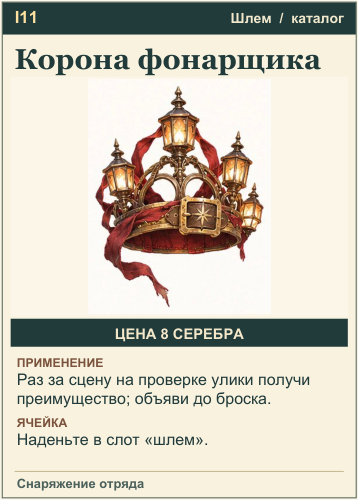 I11
Шлем / каталог
Корона фонарщика
ЦЕНА 8 СЕРЕБРА
ПРИМЕНЕНИЕ
Раз за сцену на проверке улики получи
преимущество; объяви до броска.
ЯЧЕЙКА
Наденьте в слот «шлем».
Снаряжение отряда